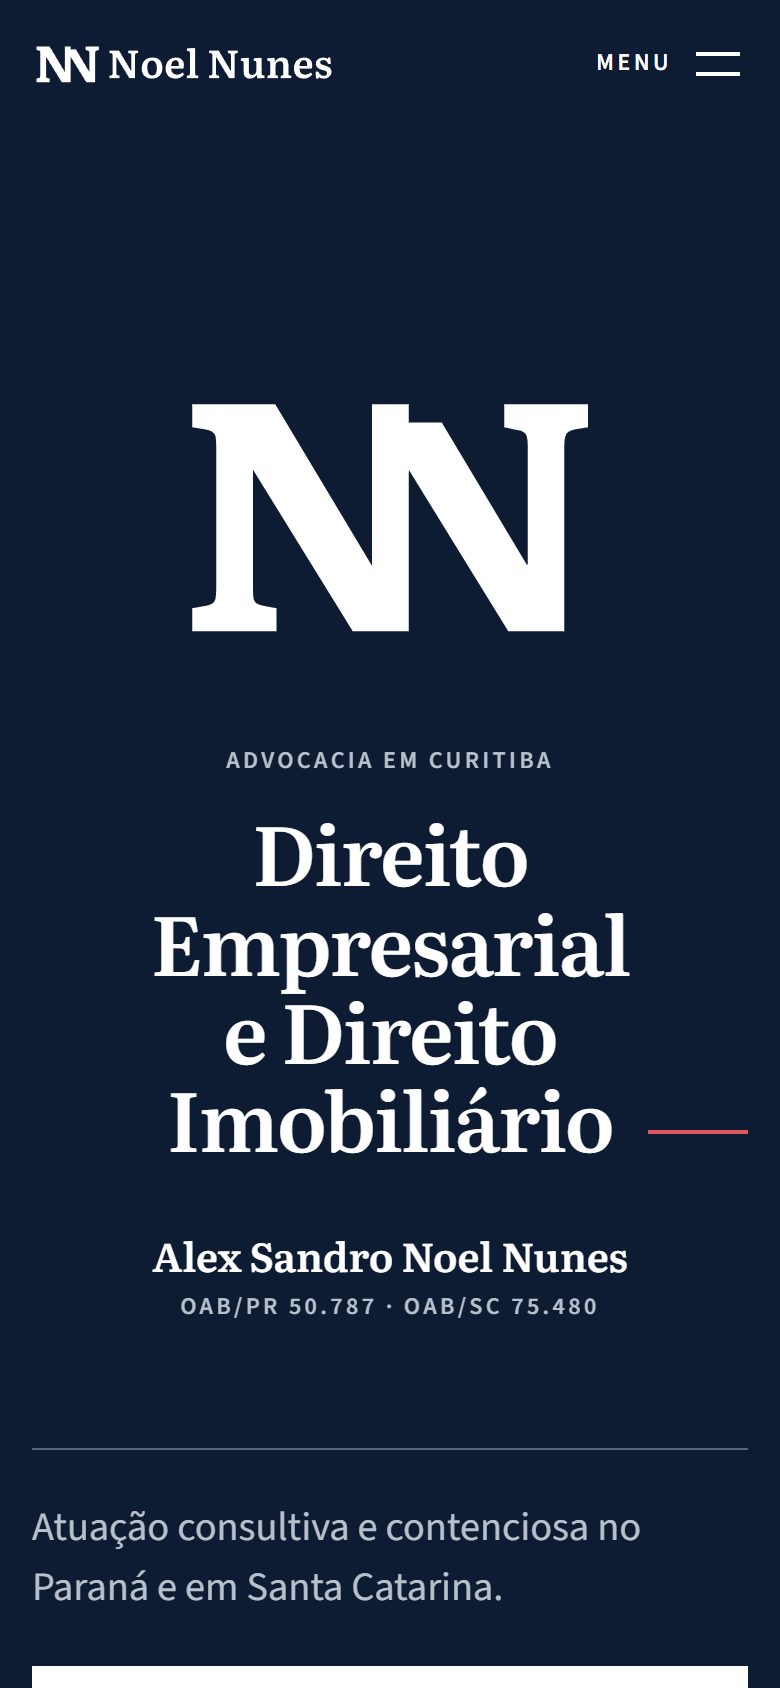 NN Noel Nunes
MENU
NN
ADVOCACIA EM CURITIBA
Direito
Empresarial
e Direito
Imobiliário
Alex Sandro Noel Nunes
OAB/PR 50.787 · OAB/SC 75.480
Atuação consultiva e contenciosa no
Paraná e em Santa Catarina.